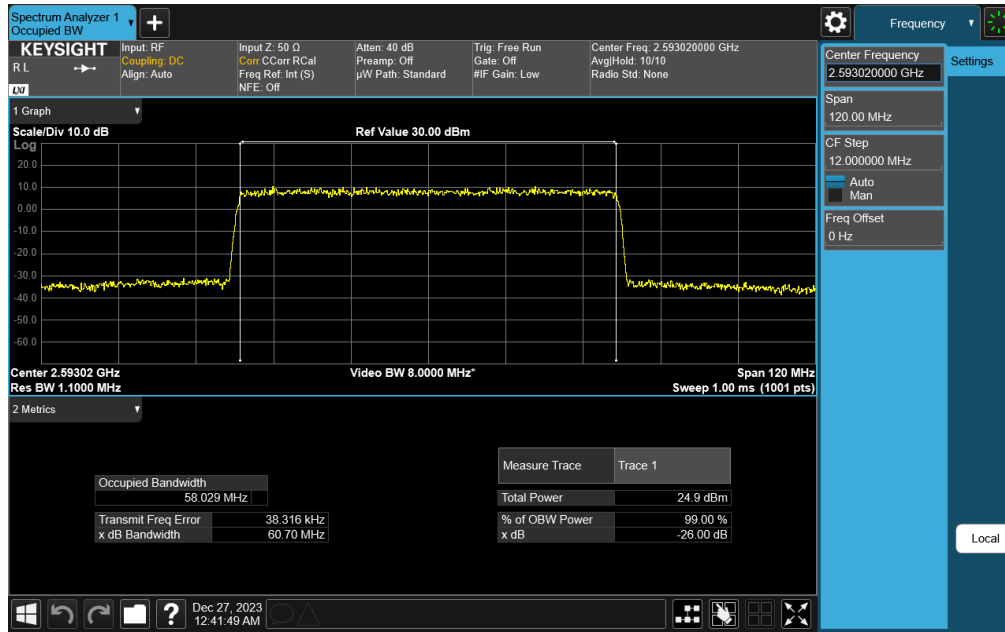 Spectrum Analyzer 1
Occupied BW
Frequency
KEYSIGHT
R L
LXI
Input: RF
Coupling: DC
Align: Auto
Input Z: 50 Ω
Corr CCorr RCal
Freq Ref: Int (S)
NFE: Off
Atten: 40 dB
Preamp: Off
µW Path: Standard
Trig: Free Run
Gate: Off
#IF Gain: Low
Center Freq: 2.593020000 GHz
Avg|Hold: 10/10
Radio Std: None
Center Frequency
2.593020000 GHz
Settings
Span
120.00 MHz
CF Step
12.000000 MHz
Auto
Man
Freq Offset
0 Hz
1 Graph
Scale/Div 10.0 dB
Ref Value 30.00 dBm
Log
20.0
10.0
0.00
-10.0
-20.0
-30.0
-40.0
-50.0
-60.0
Center 2.59302 GHz
Video BW 8.0000 MHz*
Span 120 MHz
Res BW 1.1000 MHz
Sweep 1.00 ms (1001 pts)
2 Metrics
Measure Trace
Trace 1
Occupied Bandwidth
58.029 MHz
Total Power
24.9 dBm
Transmit Freq Error
38.316 kHz
% of OBW Power
99.00 %
x dB Bandwidth
60.70 MHz
x dB
-26.00 dB
Local
?
Dec 27, 2023
12:41:49 AM